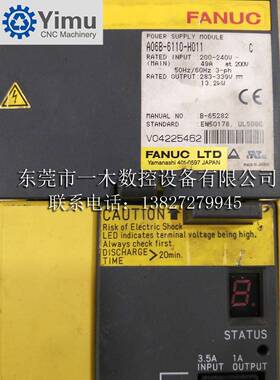 Yimu
CNC Machining
FANUC
POWER SUPPLY MODULE
A06B-6110-H011 C
RATED INPUT 200-240V~
(MAIN) 49A at 200V
50Hz/60Hz 3-ph
RATED OUTPUT 283-339V
13.2kW
MANUAL NO. B-65282
STANDARD EN50178, UL508C
V04225462
FANUC LTD
Yamanashi 401-0597 JAPAN
东莞市一木数控设备有限公司
联系方式:13827279945
CAUTION
Risk of Electric Shock
LED indicates terminal voltage being high.
Always check first.
DISCHARGE TIME > 20min.
STATUS
3.5A 1A
INPUT OUTPUT